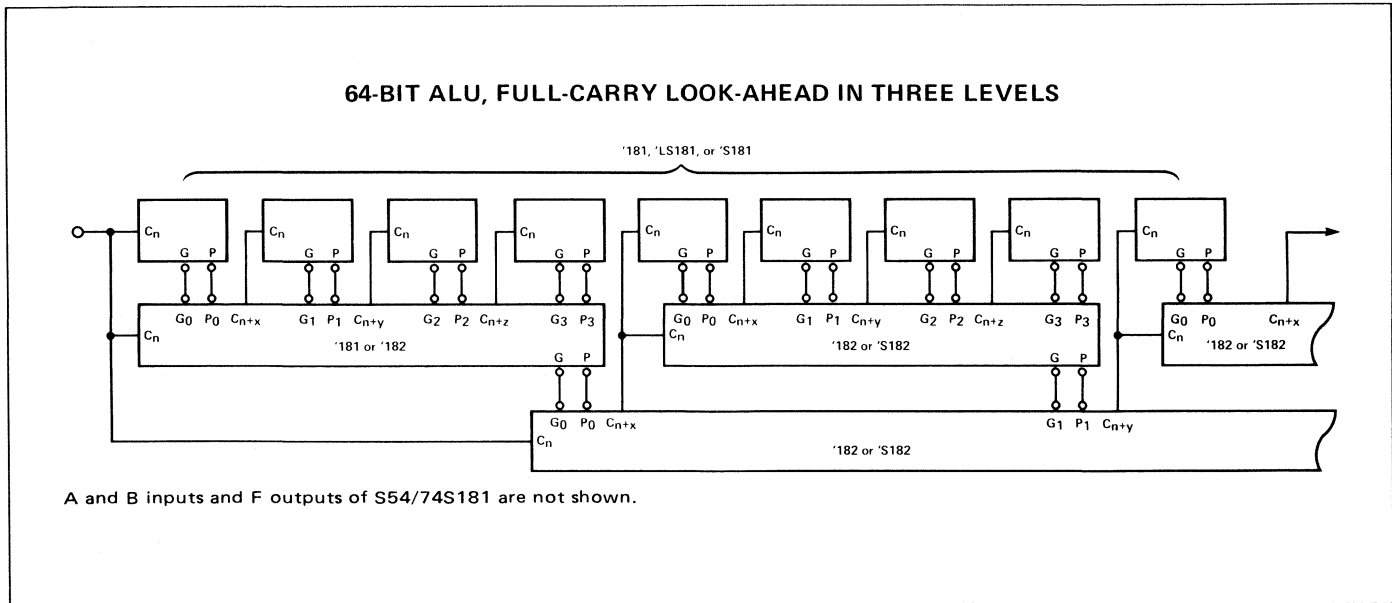 64-BIT ALU, FULL-CARRY LOOK-AHEAD IN THREE LEVELS
'181, 'LS181, or 'S181
Cn Cn Cn Cn Cn Cn Cn Cn Cn
G P G P G P G P G P G P G P G P G P
G0 P0 Cn+x G1 P1 Cn+y G2 P2 Cn+z G3 P3 G0 P0 Cn+x G1 P1 Cn+y G2 P2 Cn+z G3 P3 G0 P0 Cn+x
Cn Cn Cn
'181 or '182 '182 or 'S182 '182 or 'S182
G P G P
G0 P0 Cn+x G1 P1 Cn+y
Cn
'182 or 'S182
A and B inputs and F outputs of S54/74S181 are not shown.